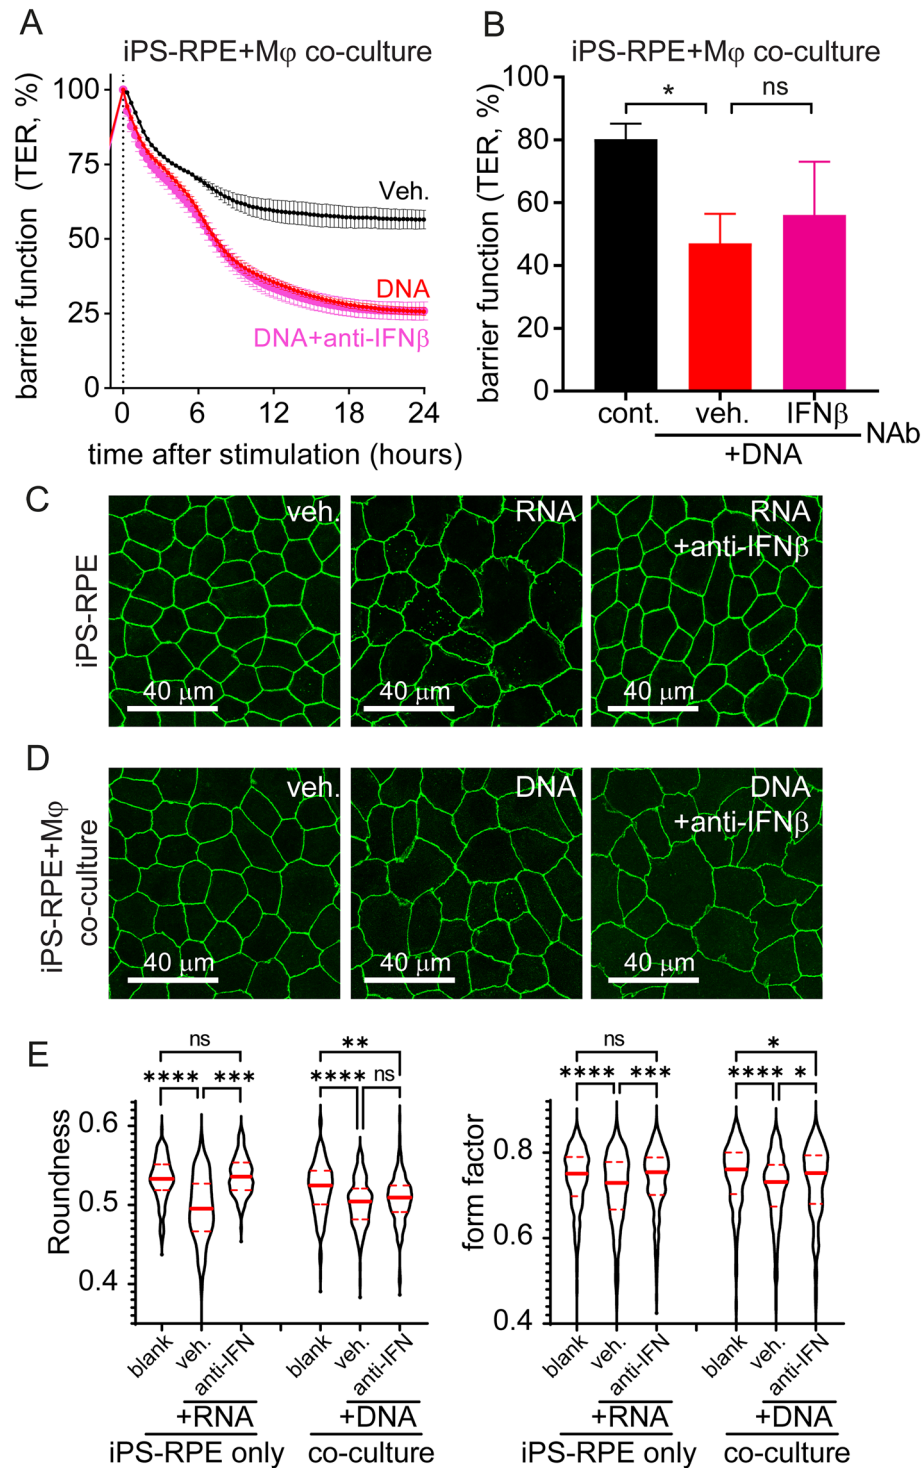 A
iPS-RPE+Mφ co-culture
barrier function (TER, %)
100
75
50
25
0
Veh.
DNA
DNA+anti-IFNβ
0 6 12 18 24
time after stimulation (hours)
B
iPS-RPE+Mφ co-culture
barrier function (TER, %)
100
80
60
40
20
0
* ns
cont. veh. IFNβ NAb
+DNA
C
iPS-RPE
veh.
40 μm
RNA
40 μm
RNA
+anti-IFNβ
40 μm
D
iPS-RPE+Mφ
co-culture
veh.
40 μm
DNA
40 μm
DNA
+anti-IFNβ
40 μm
E
Roundness
0.6
0.5
0.4
ns **
**** *** **** ns
blank veh. anti-IFN blank veh. anti-IFN
+RNA +DNA
iPS-RPE only co-culture
form factor
0.8
0.6
0.4
ns *
**** *** **** *
blank veh. anti-IFN blank veh. anti-IFN
+RNA +DNA
iPS-RPE only co-culture